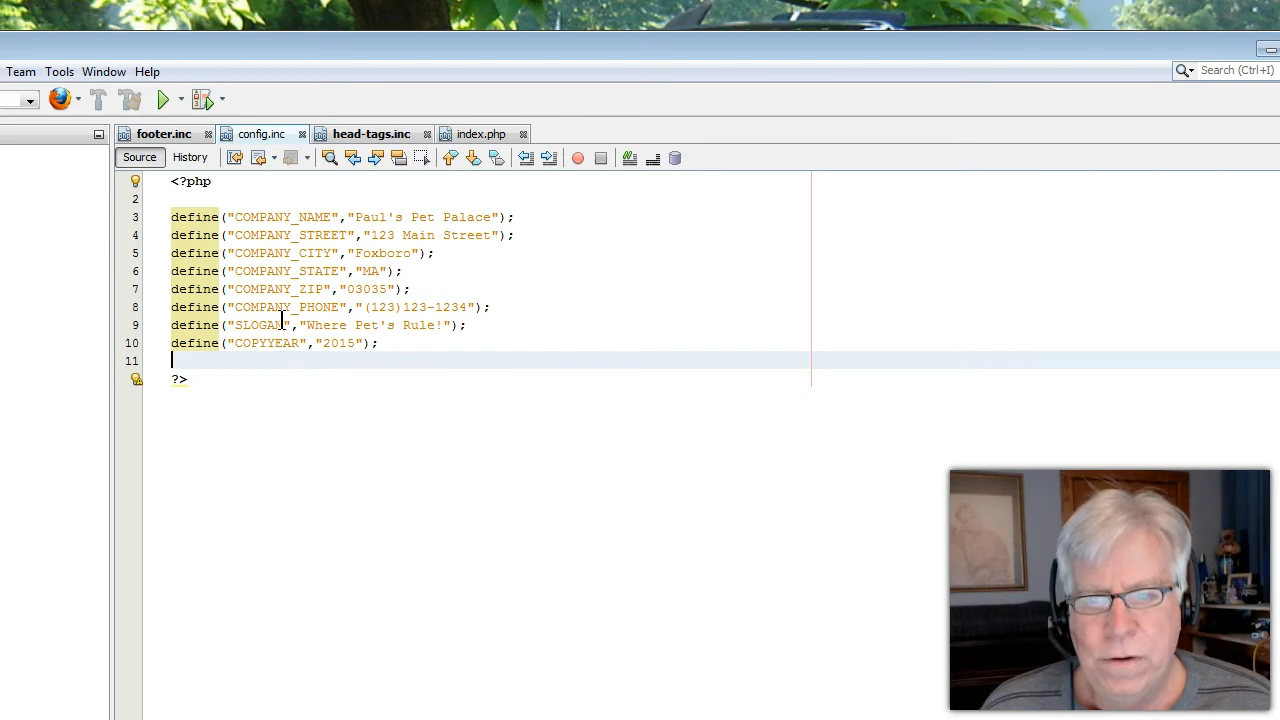 Team Tools Window Help
Search (Ctrl+I)
footer.inc config.inc head-tags.inc index.php
Source History
1 <?php
2
3 define("COMPANY_NAME","Paul's Pet Palace");
4 define("COMPANY_STREET","123 Main Street");
5 define("COMPANY_CITY","Foxboro");
6 define("COMPANY_STATE","MA");
7 define("COMPANY_ZIP","03035");
8 define("COMPANY_PHONE","(123)123-1234");
9 define("SLOGAN","Where Pet's Rule!");
10 define("COPYYEAR","2015");
11
?>